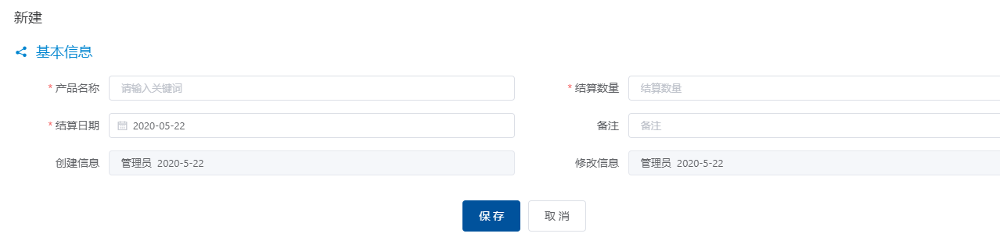 新建
基本信息
* 产品名称 请输入关键词 * 结算数量 结算数量
* 结算日期 2020-05-22 备注 备注
创建信息 管理员 2020-5-22 修改信息 管理员 2020-5-22
保存 取消